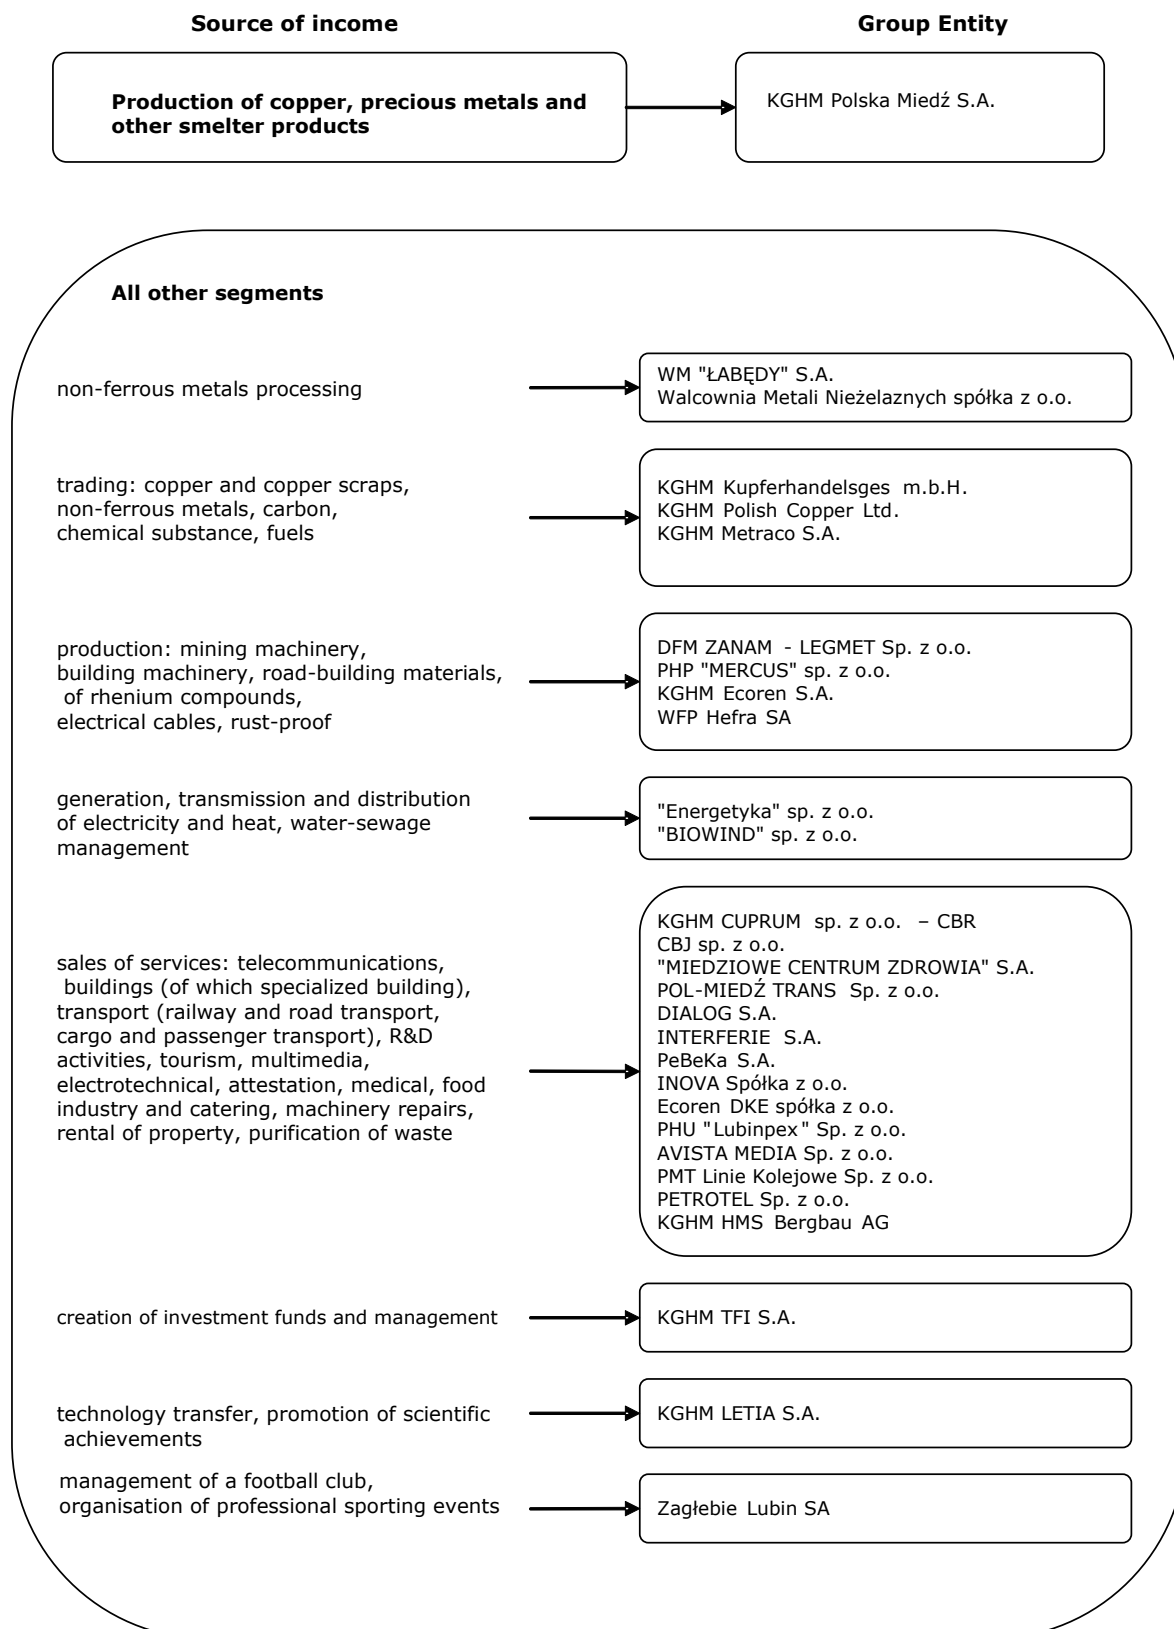 Source of income
Group Entity
Production of copper, precious metals and
other smelter products
KGHM Polska Miedź S.A.
All other segments
non-ferrous metals processing
WM "ŁABĘDY" S.A.
Walcownia Metali Nieżelaznych spółka z o.o.
trading: copper and copper scraps,
non-ferrous metals, carbon,
chemical substance, fuels
KGHM Kupferhandelsges m.b.H.
KGHM Polish Copper Ltd.
KGHM Metraco S.A.
production: mining machinery,
building machinery, road-building materials,
of rhenium compounds,
electrical cables, rust-proof
DFM ZANAM - LEGMET Sp. z o.o.
PHP "MERCUS" sp. z o.o.
KGHM Ecoren S.A.
WFP Hefra SA
generation, transmission and distribution
of electricity and heat, water-sewage
management
"Energetyka" sp. z o.o.
"BIOWIND" sp. z o.o.
sales of services: telecommunications,
buildings (of which specialized building),
transport (railway and road transport,
cargo and passenger transport), R&D
activities, tourism, multimedia,
electrotechnical, attestation, medical, food
industry and catering, machinery repairs,
rental of property, purification of waste
KGHM CUPRUM sp. z o.o. – CBR
CBJ sp. z o.o.
"MIEDZIOWE CENTRUM ZDROWIA" S.A.
POL-MIEDŹ TRANS Sp. z o.o.
DIALOG S.A.
INTERFERIE S.A.
PeBeKa S.A.
INOVA Spółka z o.o.
Ecoren DKE spółka z o.o.
PHU "Lubinpex" Sp. z o.o.
AVISTA MEDIA Sp. z o.o.
PMT Linie Kolejowe Sp. z o.o.
PETROTEL Sp. z o.o.
KGHM HMS Bergbau AG
creation of investment funds and management
KGHM TFI S.A.
technology transfer, promotion of scientific
achievements
KGHM LETIA S.A.
management of a football club,
organisation of professional sporting events
Zagłebie Lubin SA